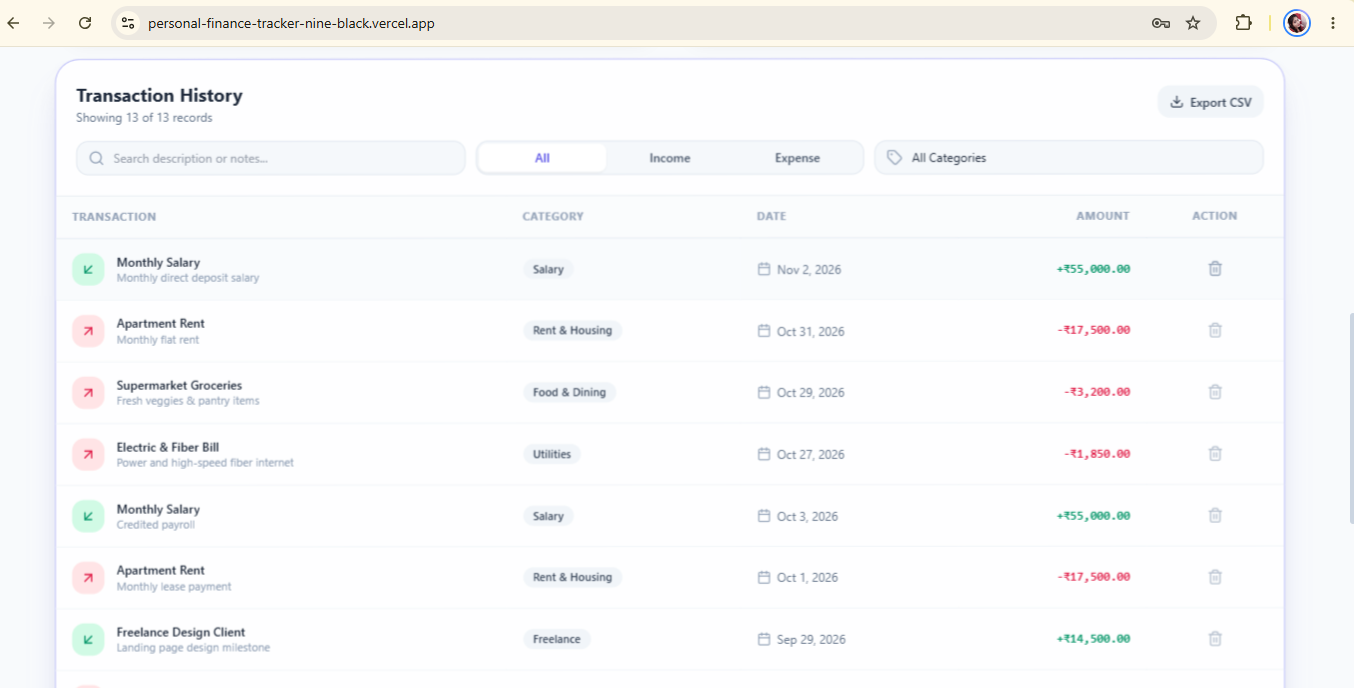 personal-finance-tracker-nine-black.vercel.app
Transaction History
Showing 13 of 13 records
Export CSV
Search description or notes...
All
Income
Expense
All Categories
TRANSACTION CATEGORY DATE AMOUNT ACTION
Monthly Salary
Monthly direct deposit salary
Salary
Nov 2, 2026
+₹55,000.00
Apartment Rent
Monthly flat rent
Rent & Housing
Oct 31, 2026
-₹17,500.00
Supermarket Groceries
Fresh veggies & pantry items
Food & Dining
Oct 29, 2026
-₹3,200.00
Electric & Fiber Bill
Power and high-speed fiber internet
Utilities
Oct 27, 2026
-₹1,850.00
Monthly Salary
Credited payroll
Salary
Oct 3, 2026
+₹55,000.00
Apartment Rent
Monthly lease payment
Rent & Housing
Oct 1, 2026
-₹17,500.00
Freelance Design Client
Landing page design milestone
Freelance
Sep 29, 2026
+₹14,500.00